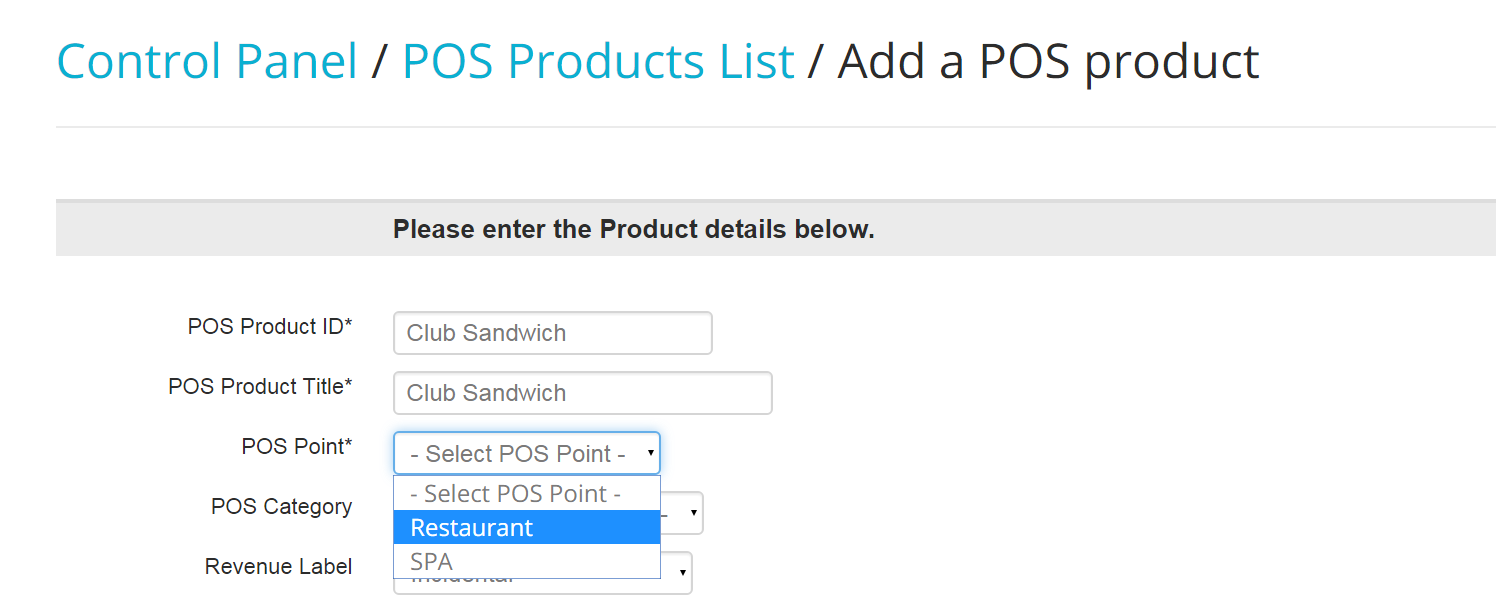 Control Panel / POS Products List / Add a POS product
Please enter the Product details below.
POS Product ID* Club Sandwich
POS Product Title* Club Sandwich
POS Point* - Select POS Point -
- Select POS Point -
POS Category -
Restaurant
SPA
Revenue Label